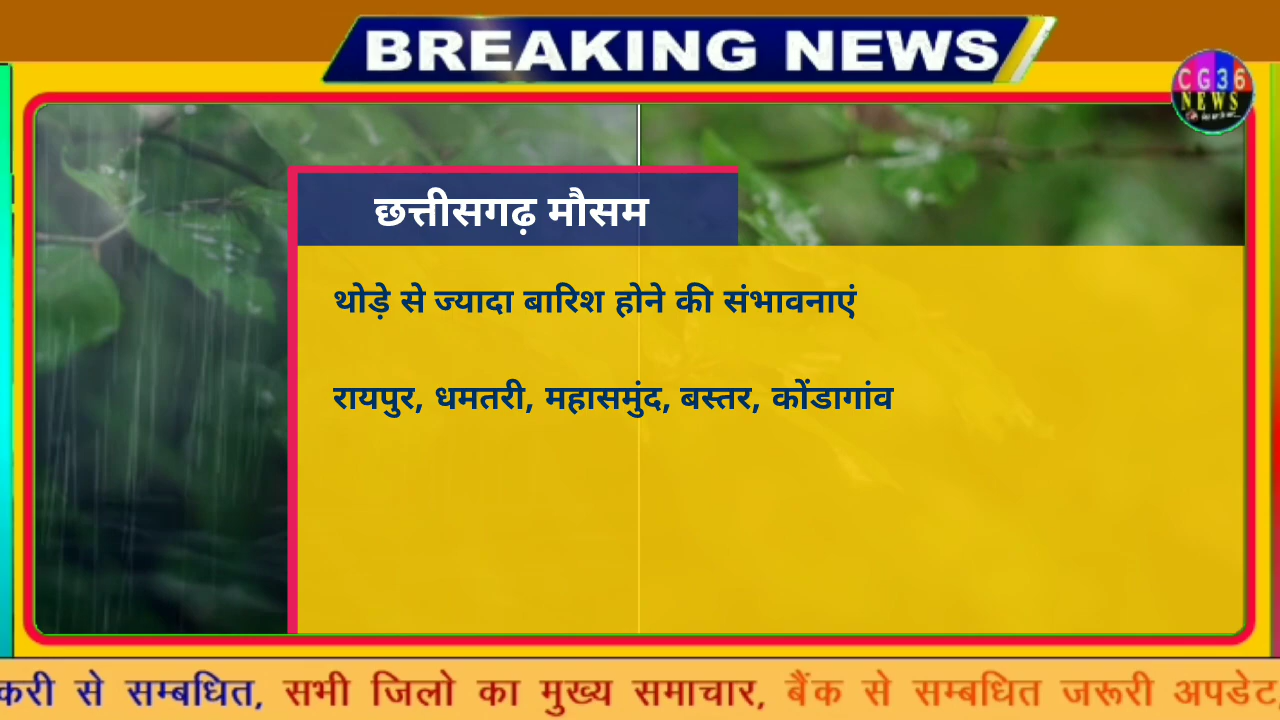 BREAKING NEWS
CG36
NEWS
छत्तीसगढ़ मौसम
थोड़े से ज्यादा बारिश होने की संभावनाएं
रायपुर, धमतरी, महासमुंद, बस्तर, कोंडागांव
करी से सम्बधित, सभी जिलो का मुख्य समाचार, बैंक से सम्बधित जरूरी अपडेट,